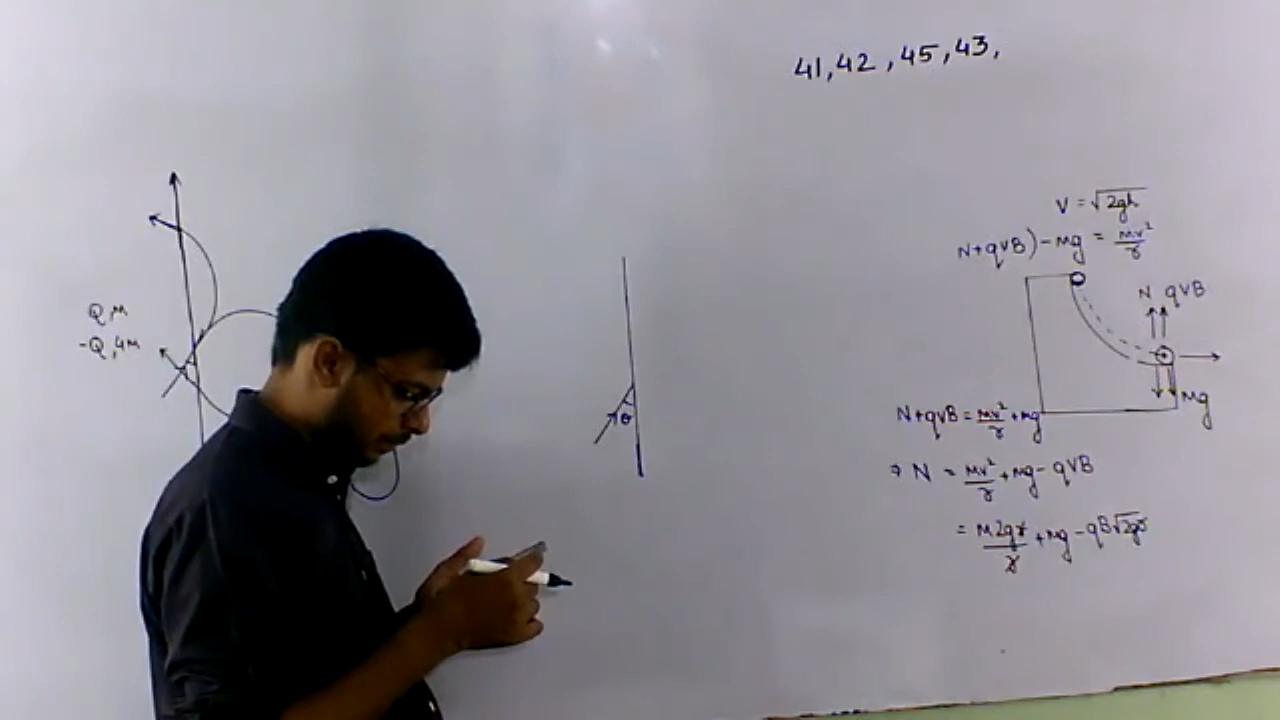 41,42,45,43,
V = √2gh
N+qVB)-mg = mv²/r
N qVB
Q,M
-Q,4M
mg
θ
N+qVB = mv²/r + mg
⇒ N = mv²/r + mg - qVB
= m2gr/r + mg - qB√2gr